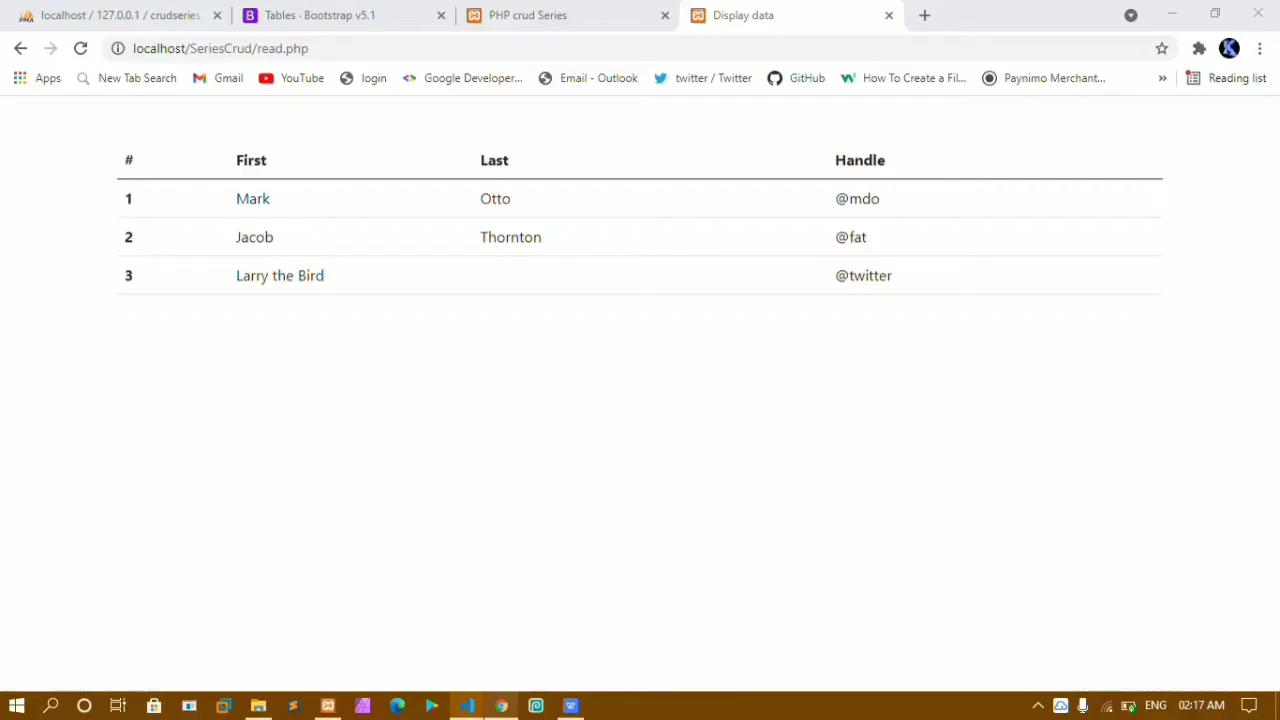 localhost / 127.0.0.1 / crudseries
Tables · Bootstrap v5.1
PHP crud Series
Display data
localhost/SeriesCrud/read.php
Apps
New Tab Search
Gmail
YouTube
login
Google Developer...
Email - Outlook
twitter / Twitter
GitHub
How To Create a Fil...
Paynimo Merchant...
»
Reading list
# First Last Handle
1 Mark Otto @mdo
2 Jacob Thornton @fat
3 Larry the Bird @twitter
ENG 02:17 AM